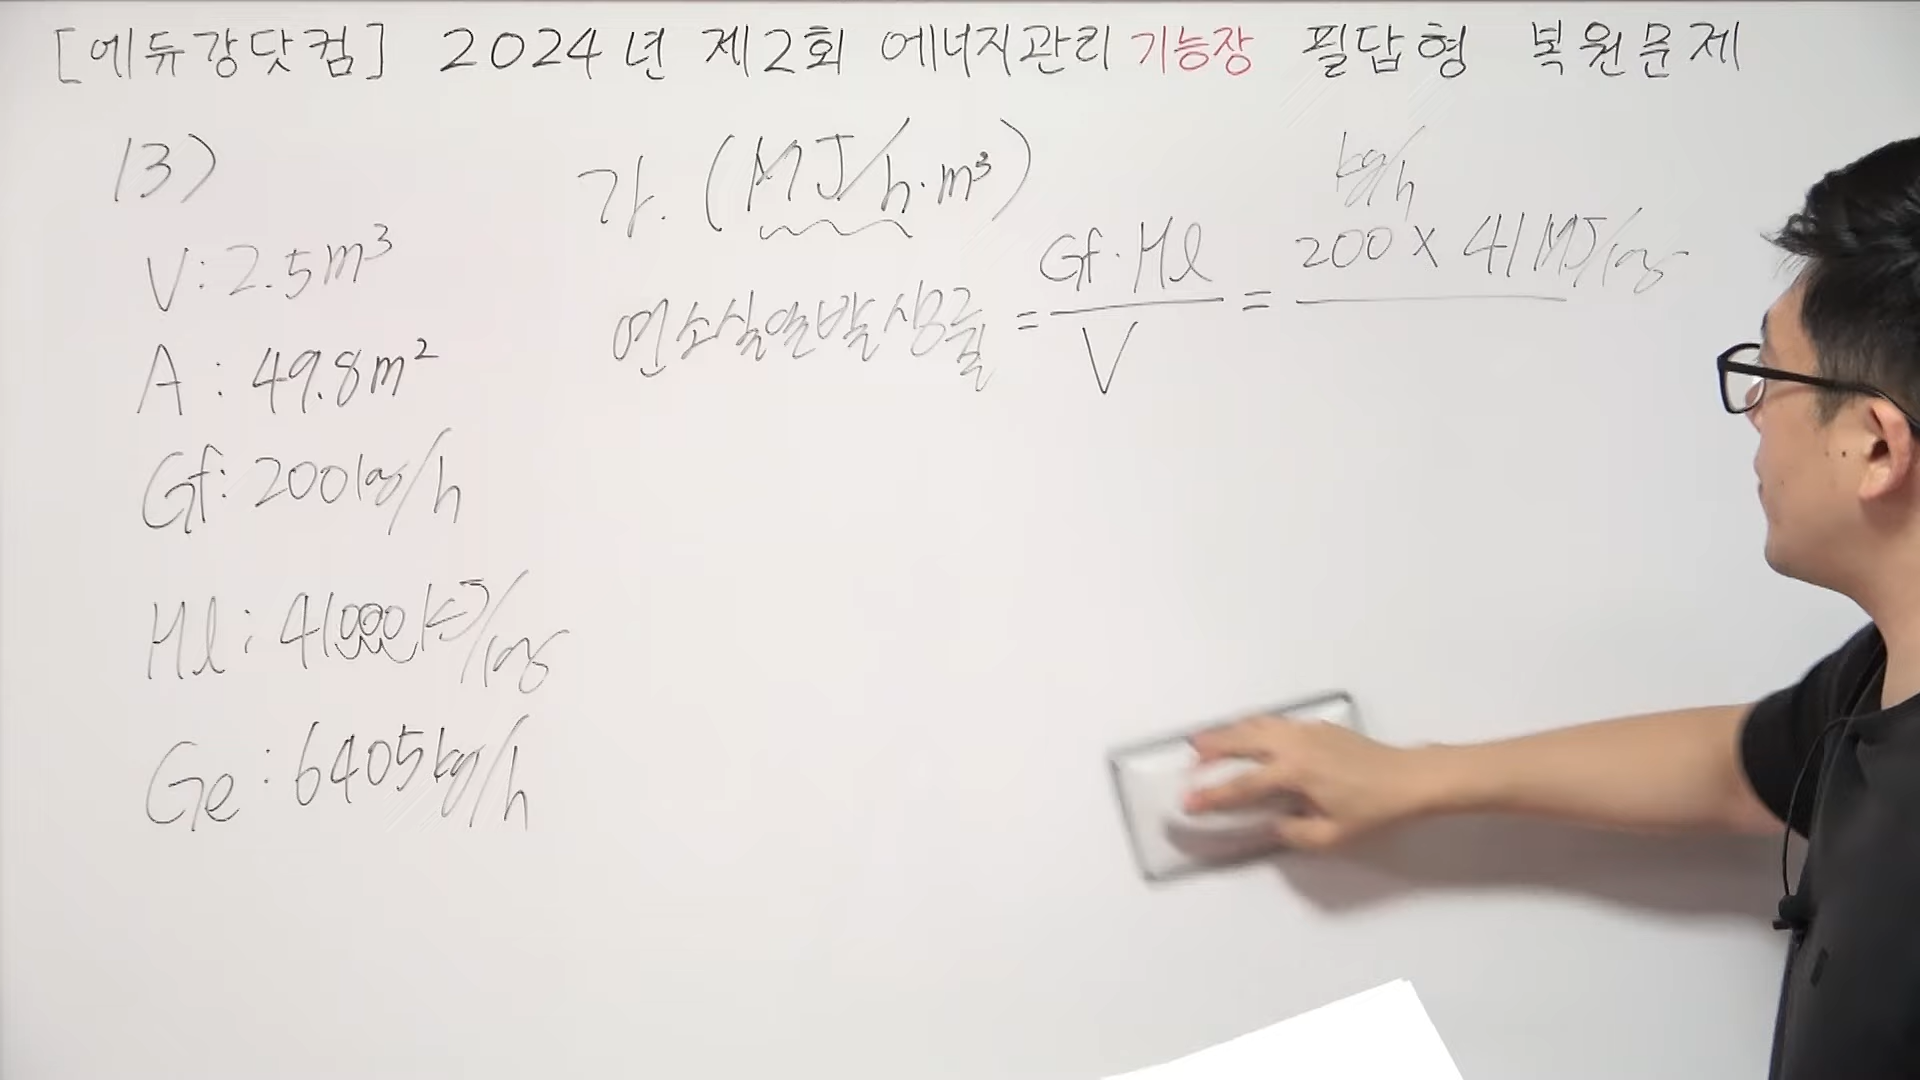 [에듀강닷컴] 2024년 제2회 에너지관리기능장 필답형 복원문제
13)
V : 2.5m³
A : 49.8m²
Gf : 200kg/h
Hl : 41000kJ/kg
Ge : 6405kg/h
가. (MJ/h·m³)
연소실열발생률 = Gf·Hl / V = 200 × 41MJ/kg
kg/h